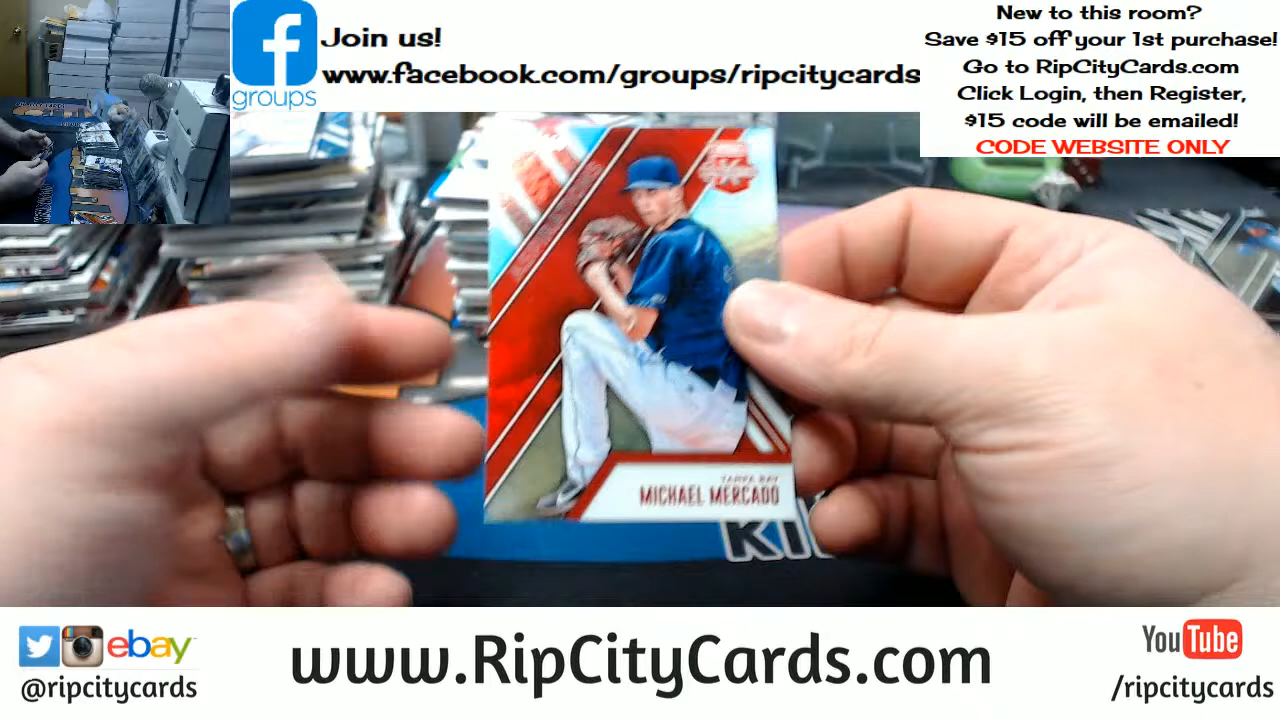 Join us!
www.facebook.com/groups/ripcitycards
groups
New to this room?
Save $15 off your 1st purchase!
Go to RipCityCards.com
Click Login, then Register,
$15 code will be emailed!
CODE WEBSITE ONLY
TAMPA BAY
MICHAEL MERCADO
KI
ebay
@ripcitycards
www.RipCityCards.com
YouTube
/ripcitycards